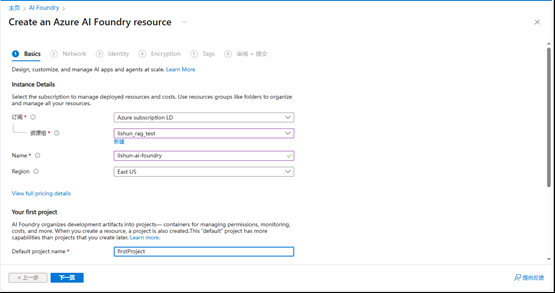 主页 > AI Foundry >
Create an Azure AI Foundry resource ...
1 Basics 2 Network 3 Identity 4 Encryption 5 Tags 6 审阅 + 提交
Design, customize, and manage AI apps and agents at scale. Learn More
Instance Details
Select the subscription to manage deployed resources and costs. Use resources groups like folders to organize
and manage all your resources.
订阅 *
Azure subscription LD
资源组 *
lishun_rag_test
新建
Name *
lishun-ai-foundry
Region
East US
View full pricing details
Your first project
AI Foundry organizes development artifacts into projects— containers for managing permissions, monitoring,
costs, and more. When you create a resource, a project is also created.This "default" project has more
capabilities than projects that you create later. Learn more.
Default project name *
firstProject
< 上一步
下一页
提供反馈